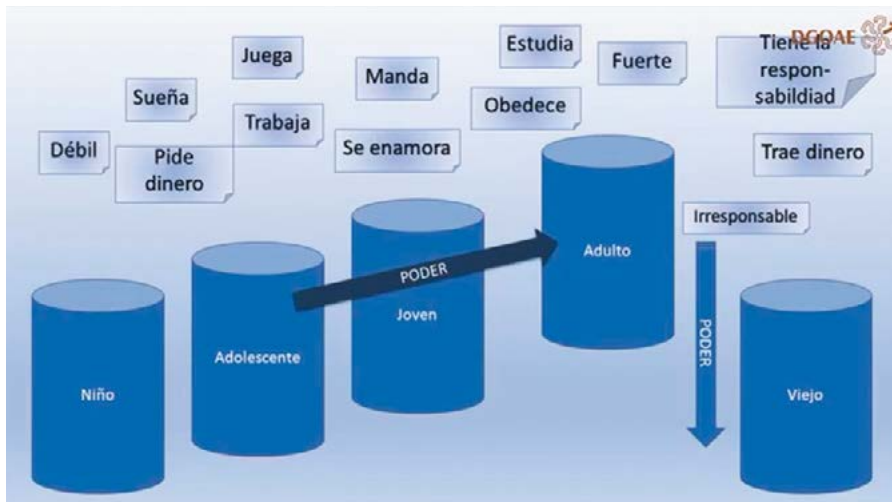 DGOAE
Juega
Estudia
Fuerte
Tiene la
respon-
sabildiad
Manda
Sueña
Obedece
Trabaja
Débil
Pide
dinero
Se enamora
Trae dinero
Irresponsable
PODER
Adulto
PODER
Joven
Adolescente
Niño
Viejo